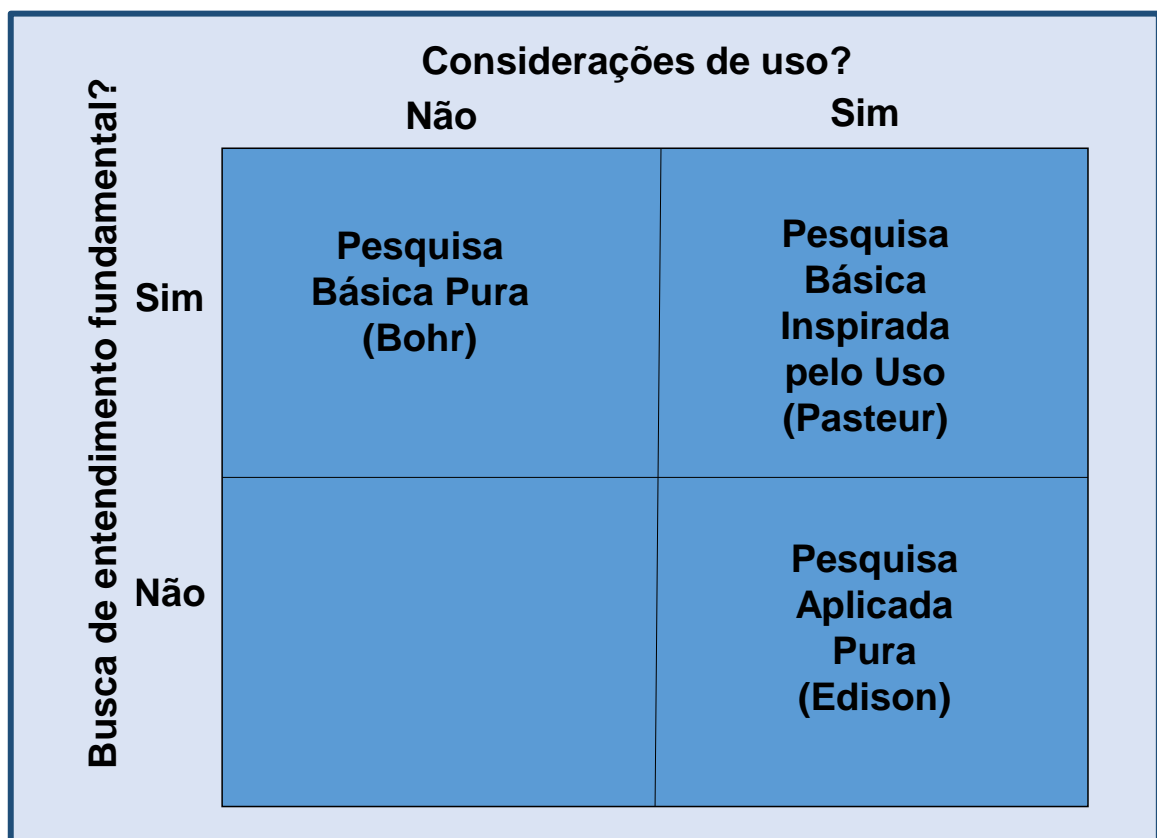 Considerações de uso?
Não
Sim
Busca de entendimento fundamental?
Sim
Pesquisa
Básica Pura
(Bohr)
Pesquisa
Básica
Inspirada
pelo Uso
(Pasteur)
Não
Pesquisa
Aplicada
Pura
(Edison)